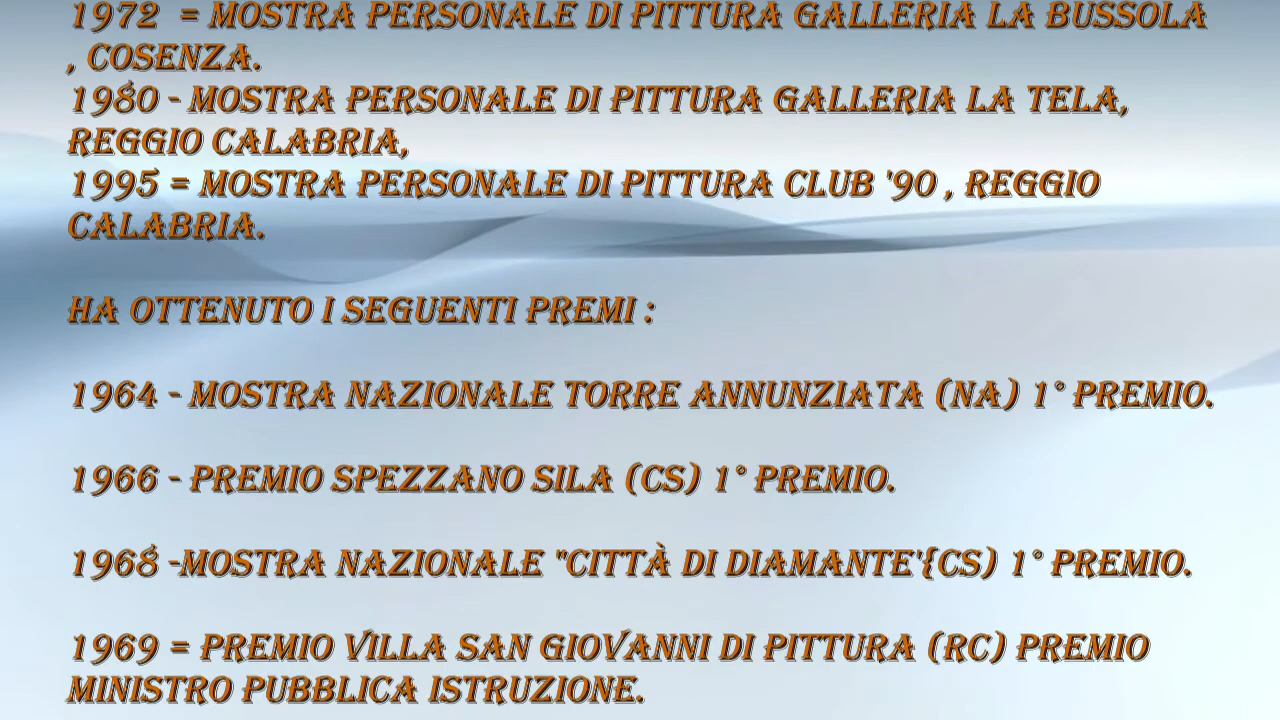 1972 = MOSTRA PERSONALE DI PITTURA GALLERIA LA BUSSOLA
, COSENZA.
1980 - MOSTRA PERSONALE DI PITTURA GALLERIA LA TELA,
REGGIO CALABRIA,
1995 = MOSTRA PERSONALE DI PITTURA CLUB '90 , REGGIO
CALABRIA.
HA OTTENUTO I SEGUENTI PREMI :
1964 - MOSTRA NAZIONALE TORRE ANNUNZIATA (NA) 1° PREMIO.
1966 - PREMIO SPEZZANO SILA (CS) 1° PREMIO.
1968 -MOSTRA NAZIONALE "CITTÀ DI DIAMANTE'{CS) 1° PREMIO.
1969 = PREMIO VILLA SAN GIOVANNI DI PITTURA (RC) PREMIO
MINISTRO PUBBLICA ISTRUZIONE.